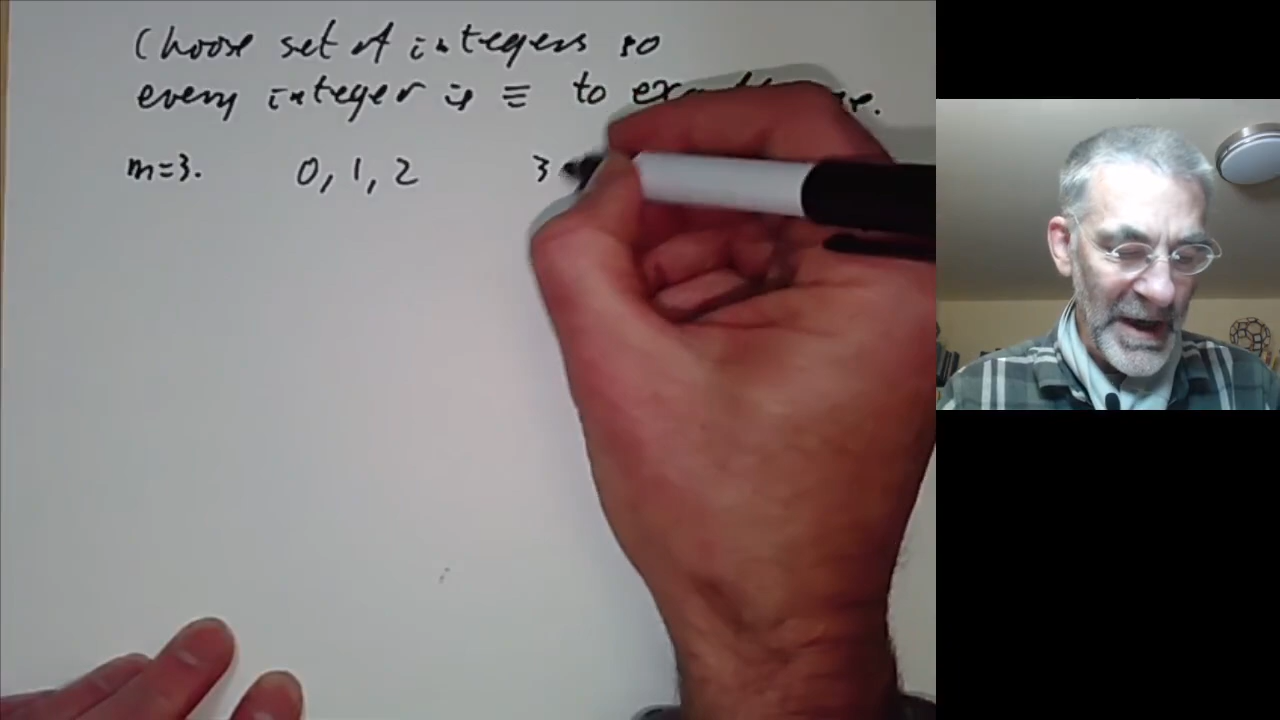 Choose set of integers so
every integer is ≡ to
m=3. 0, 1, 2 3